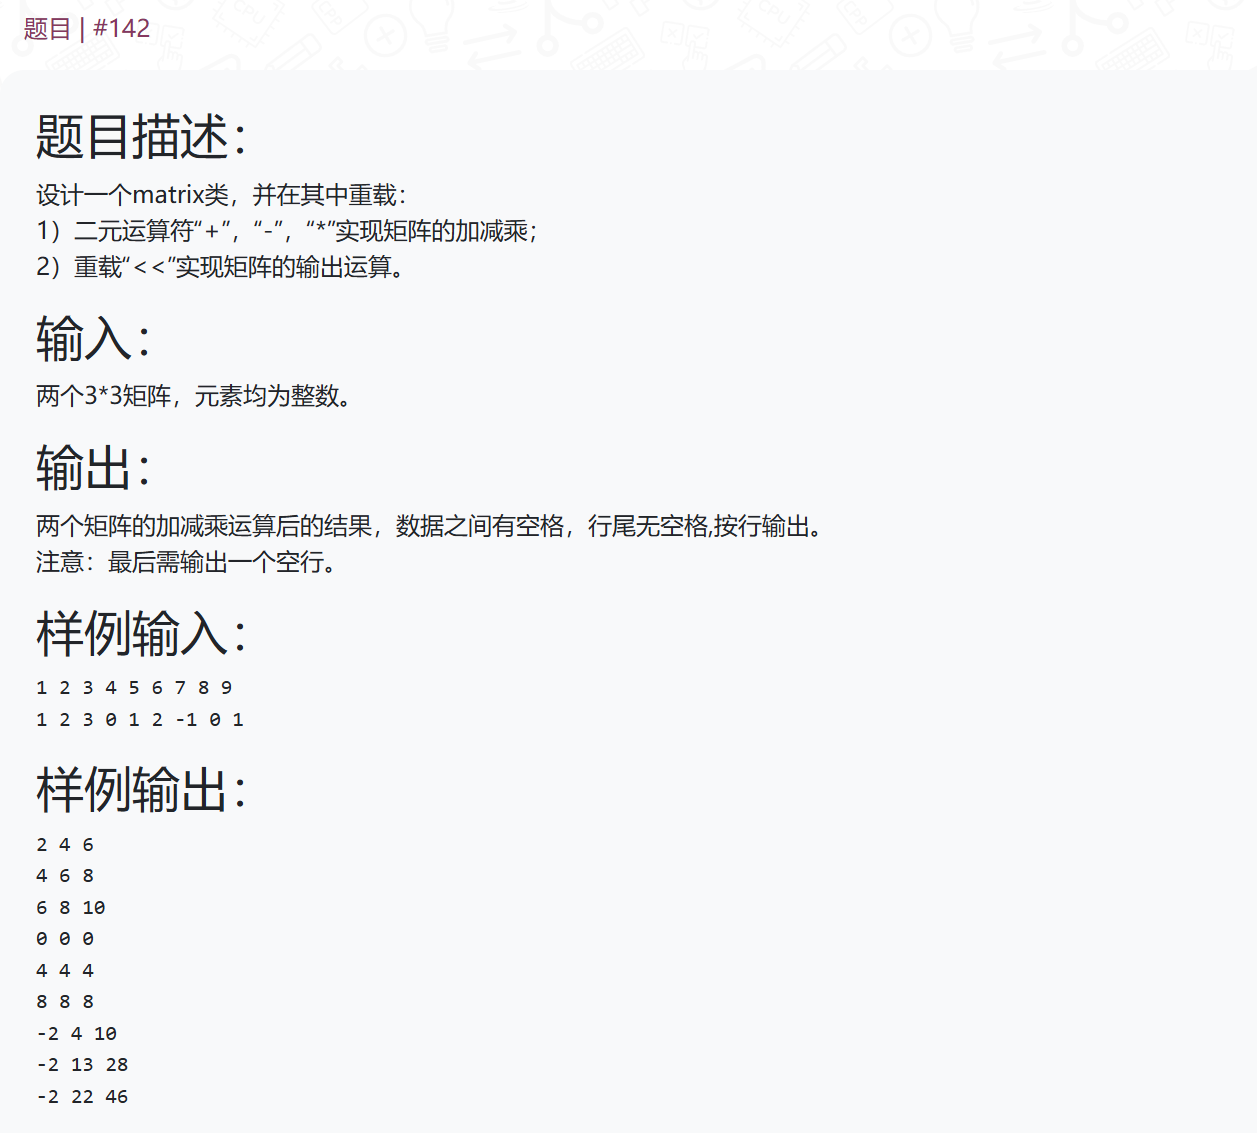 题目 | #142
题目描述：
设计一个matrix类，并在其中重载：
1）二元运算符“+”，“-”，“*”实现矩阵的加减乘；
2）重载“<<”实现矩阵的输出运算。
输入：
两个3*3矩阵，元素均为整数。
输出：
两个矩阵的加减乘运算后的结果，数据之间有空格，行尾无空格,按行输出。
注意：最后需输出一个空行。
样例输入：
1 2 3 4 5 6 7 8 9
1 2 3 0 1 2 -1 0 1
样例输出：
2 4 6
4 6 8
6 8 10
0 0 0
4 4 4
8 8 8
-2 4 10
-2 13 28
-2 22 46